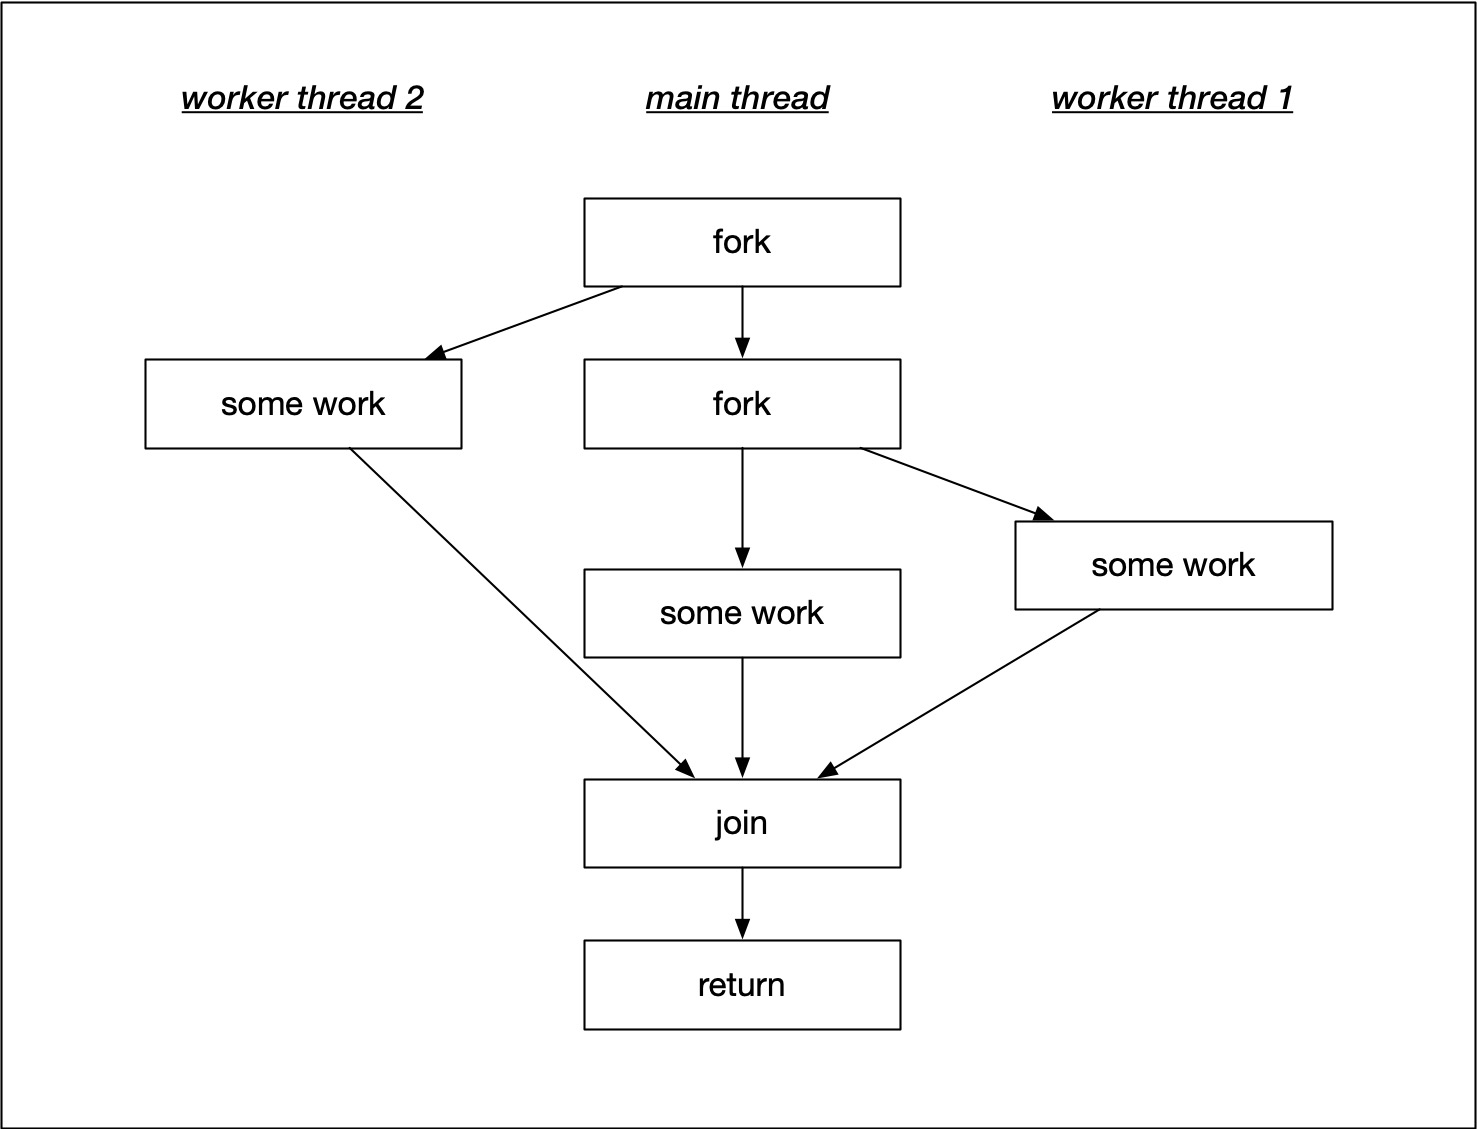 worker thread 2
main thread
worker thread 1
fork
some work
fork
some work
some work
join
return